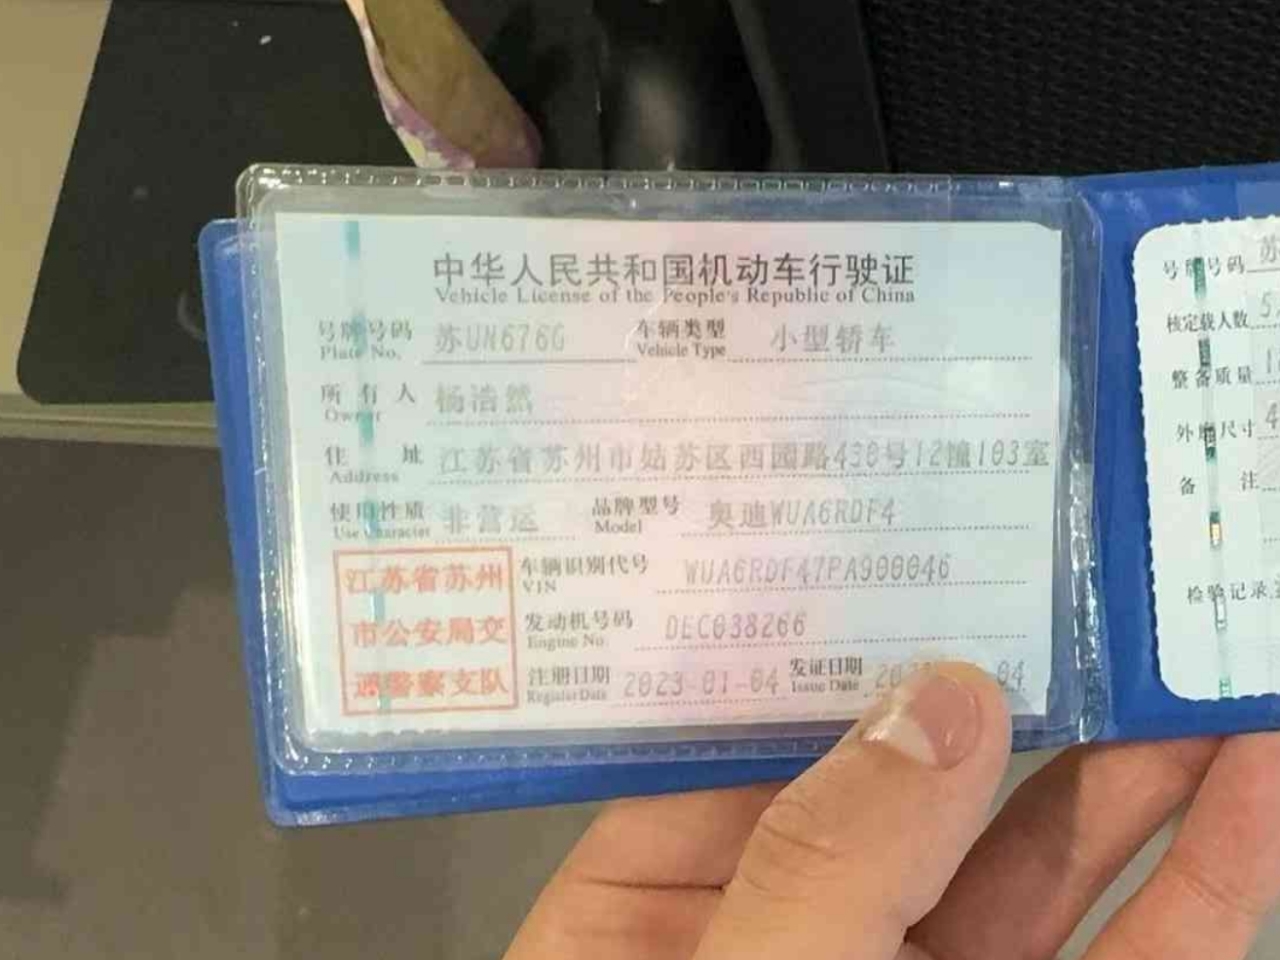 中华人民共和国机动车行驶证
Vehicle License of the People's Republic of China
号牌号码 苏UN676G 车辆类型 小型轿车
Plate No. Vehicle Type
所有人 杨浩然
Owner
住址 江苏省苏州市姑苏区西园路430号12幢103室
Address
使用性质 非营运 品牌型号 奥迪WUA6RDF4
Use Character Model
江苏省苏州
市公安局交
通警察支队
车辆识别代号 WUA6RDF47PA900046
VIN
发动机号码 DEC038266
Engine No.
注册日期 2023-01-04 发证日期
Register Date Issue Date
号牌号码 苏
核定载人数 5
整备质量
外廓尺寸 4
备注
检验记录